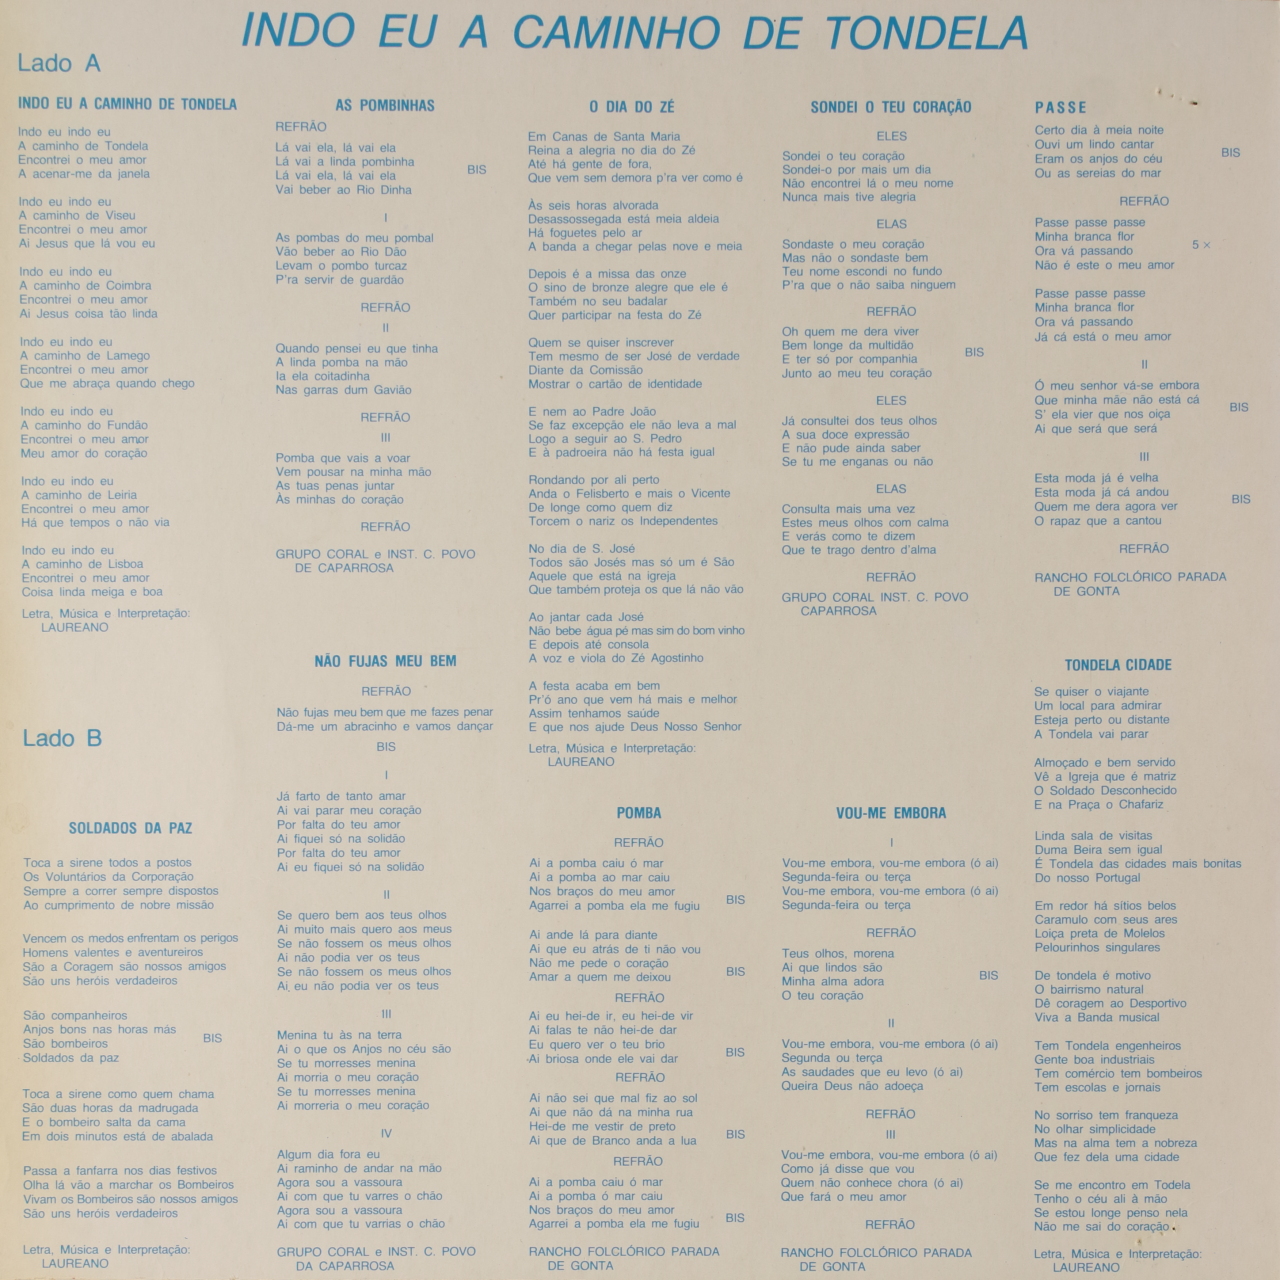 INDO EU A CAMINHO DE TONDELA
Lado A
INDO EU A CAMINHO DE TONDELA
Indo eu indo eu
A caminho de Tondela
Encontrei o meu amor
A acenar-me da janela
Indo eu indo eu
A caminho de Viseu
Encontrei o meu amor
Ai Jesus que lá vou eu
Indo eu indo eu
A caminho de Coimbra
Encontrei o meu amor
Ai Jesus coisa tão linda
Indo eu indo eu
A caminho de Lamego
Encontrei o meu amor
Que me abraça quando chego
Indo eu indo eu
A caminho do Fundão
Encontrei o meu amor
Meu amor do coração
Indo eu indo eu
A caminho de Leiria
Encontrei o meu amor
Há que tempos o não via
Indo eu indo eu
A caminho de Lisboa
Encontrei o meu amor
Coisa linda meiga e boa
Letra, Música e Interpretação:
LAUREANO
AS POMBINHAS
REFRÃO
Lá vai ela, lá vai ela
Lá vai a linda pombinha
Lá vai ela, lá vai ela
Vai beber ao Rio Dinha
BIS
I
As pombas do meu pombal
Vão beber ao Rio Dão
Levam o pombo turcaz
P'ra servir de guardão
REFRÃO
II
Quando pensei eu que tinha
A linda pomba na mão
Ia ela coitadinha
Nas garras dum Gavião
REFRÃO
III
Pomba que vais a voar
Vem pousar na minha mão
As tuas penas juntar
Às minhas do coração
REFRÃO
GRUPO CORAL e INST. C. POVO
DE CAPARROSA
O DIA DO ZÉ
Em Canas de Santa Maria
Reina a alegria no dia do Zé
Até há gente de fora,
Que vem sem demora p'ra ver como é
Às seis horas alvorada
Desassossegada está meia aldeia
Há foguetes pelo ar
A banda a chegar pelas nove e meia
Depois é a missa das onze
O sino de bronze alegre que ele é
Também no seu badalar
Quer participar na festa do Zé
Quem se quiser inscrever
Tem mesmo de ser José de verdade
Diante da Comissão
Mostrar o cartão de identidade
E nem ao Padre João
Se faz excepção ele não leva a mal
Logo a seguir ao S. Pedro
E à padroeira não há festa igual
Rondando por ali perto
Anda o Felisberto e mais o Vicente
De longe como quem diz
Torcem o nariz os Independentes
No dia de S. José
Todos são Josés mas só um é São
Aquele que está na igreja
Que também proteja os que lá não vão
Ao jantar cada José
Não bebe água pé mas sim do bom vinho
E depois até consola
A voz e viola do Zé Agostinho
A festa acaba em bem
Pr'ó ano que vem há mais e melhor
Assim tenhamos saúde
E que nos ajude Deus Nosso Senhor
Letra, Música e Interpretação:
LAUREANO
SONDEI O TEU CORAÇÃO
ELES
Sondei o teu coração
Sondei-o por mais um dia
Não encontrei lá o meu nome
Nunca mais tive alegria
ELAS
Sondaste o meu coração
Mas não o sondaste bem
Teu nome escondi no fundo
P'ra que o não saiba ninguem
REFRÃO
Oh quem me dera viver
Bem longe da multidão
E ter só por companhia
Junto ao meu teu coração
BIS
ELES
Já consultei dos teus olhos
A sua doce expressão
E não pude ainda saber
Se tu me enganas ou não
ELAS
Consulta mais uma vez
Estes meus olhos com calma
E verás como te dizem
Que te trago dentro d'alma
REFRÃO
GRUPO CORAL INST. C. POVO
CAPARROSA
PASSE
Certo dia à meia noite
Ouvi um lindo cantar
Eram os anjos do céu
Ou as sereias do mar
BIS
REFRÃO
Passe passe passe
Minha branca flor
Ora vá passando
Não é este o meu amor
5 ×
Passe passe passe
Minha branca flor
Ora vá passando
Já cá está o meu amor
II
Ó meu senhor vá-se embora
Que minha mãe não está cá
S' ela vier que nos oiça
Ai que será que será
BIS
III
Esta moda já é velha
Esta moda já cá andou
Quem me dera agora ver
O rapaz que a cantou
BIS
REFRÃO
RANCHO FOLCLÓRICO PARADA
DE GONTA
Lado B
SOLDADOS DA PAZ
Toca a sirene todos a postos
Os Voluntários da Corporação
Sempre a correr sempre dispostos
Ao cumprimento de nobre missão
Vencem os medos enfrentam os perigos
Homens valentes e aventureiros
São a Coragem são nossos amigos
São uns heróis verdadeiros
São companheiros
Anjos bons nas horas más
São bombeiros
Soldados da paz
BIS
Toca a sirene como quem chama
São duas horas da madrugada
E o bombeiro salta da cama
Em dois minutos está de abalada
Passa a fanfarra nos dias festivos
Olha lá vão a marchar os Bombeiros
Vivam os Bombeiros são nossos amigos
São uns heróis verdadeiros
Letra, Música e Interpretação:
LAUREANO
NÃO FUJAS MEU BEM
REFRÃO
Não fujas meu bem que me fazes penar
Dá-me um abracinho e vamos dançar
BIS
I
Já farto de tanto amar
Ai vai parar meu coração
Por falta do teu amor
Ai fiquei só na solidão
Por falta do teu amor
Ai eu fiquei só na solidão
II
Se quero bem aos teus olhos
Ai muito mais quero aos meus
Se não fossem os meus olhos
Ai não podia ver os teus
Se não fossem os meus olhos
Ai eu não podia ver os teus
III
Menina tu às na terra
Ai o que os Anjos no céu são
Se tu morresses menina
Ai morria o meu coração
Se tu morresses menina
Ai morreria o meu coração
IV
Algum dia fora eu
Ai raminho de andar na mão
Agora sou a vassoura
Ai com que tu varres o chão
Agora sou a vassoura
Ai com que tu varrias o chão
GRUPO CORAL e INST. C. POVO
DA CAPARROSA
POMBA
REFRÃO
Ai a pomba caiu ó mar
Ai a pomba ao mar caiu
Nos braços do meu amor
Agarrei a pomba ela me fugiu
BIS
Ai ande lá para diante
Ai que eu atrás de ti não vou
Não me pede o coração
Amar a quem me deixou
BIS
REFRÃO
Ai eu hei-de ir, eu hei-de vir
Ai falas te não hei-de dar
Eu quero ver o teu brio
Ai briosa onde ele vai dar
BIS
REFRÃO
Ai não sei que mal fiz ao sol
Ai que não dá na minha rua
Hei-de me vestir de preto
Ai que de Branco anda a lua
BIS
REFRÃO
Ai a pomba caiu ó mar
Ai a pomba ó mar caiu
Nos braços do meu amor
Agarrei a pomba ela me fugiu
BIS
RANCHO FOLCLÓRICO PARADA
DE GONTA
VOU-ME EMBORA
I
Vou-me embora, vou-me embora (ó ai)
Segunda-feira ou terça
Vou-me embora, vou-me embora (ó ai)
Segunda-feira ou terça
REFRÃO
Teus olhos, morena
Ai que lindos são
Minha alma adora
O teu coração
BIS
II
Vou-me embora, vou-me embora (ó ai)
Segunda ou terça
As saudades que eu levo (ó ai)
Queira Deus não adoeça
REFRÃO
III
Vou-me embora, vou-me embora (ó ai)
Como já disse que vou
Quem não conhece chora (ó ai)
Que fará o meu amor
REFRÃO
RANCHO FOLCLÓRICO PARADA
DE GONTA
TONDELA CIDADE
Se quiser o viajante
Um local para admirar
Esteja perto ou distante
A Tondela vai parar
Almoçado e bem servido
Vê a Igreja que é matriz
O Soldado Desconhecido
E na Praça o Chafariz
Linda sala de visitas
Duma Beira sem igual
É Tondela das cidades mais bonitas
Do nosso Portugal
Em redor há sítios belos
Caramulo com seus ares
Loiça preta de Molelos
Pelourinhos singulares
De tondela é motivo
O bairrismo natural
Dê coragem ao Desportivo
Viva a Banda musical
Tem Tondela engenheiros
Gente boa industriais
Tem comércio tem bombeiros
Tem escolas e jornais
No sorriso tem franqueza
No olhar simplicidade
Mas na alma tem a nobreza
Que fez dela uma cidade
Se me encontro em Todela
Tenho o céu ali à mão
Se estou longe penso nela
Não me sai do coração.
Letra, Música e Interpretação:
LAUREANO